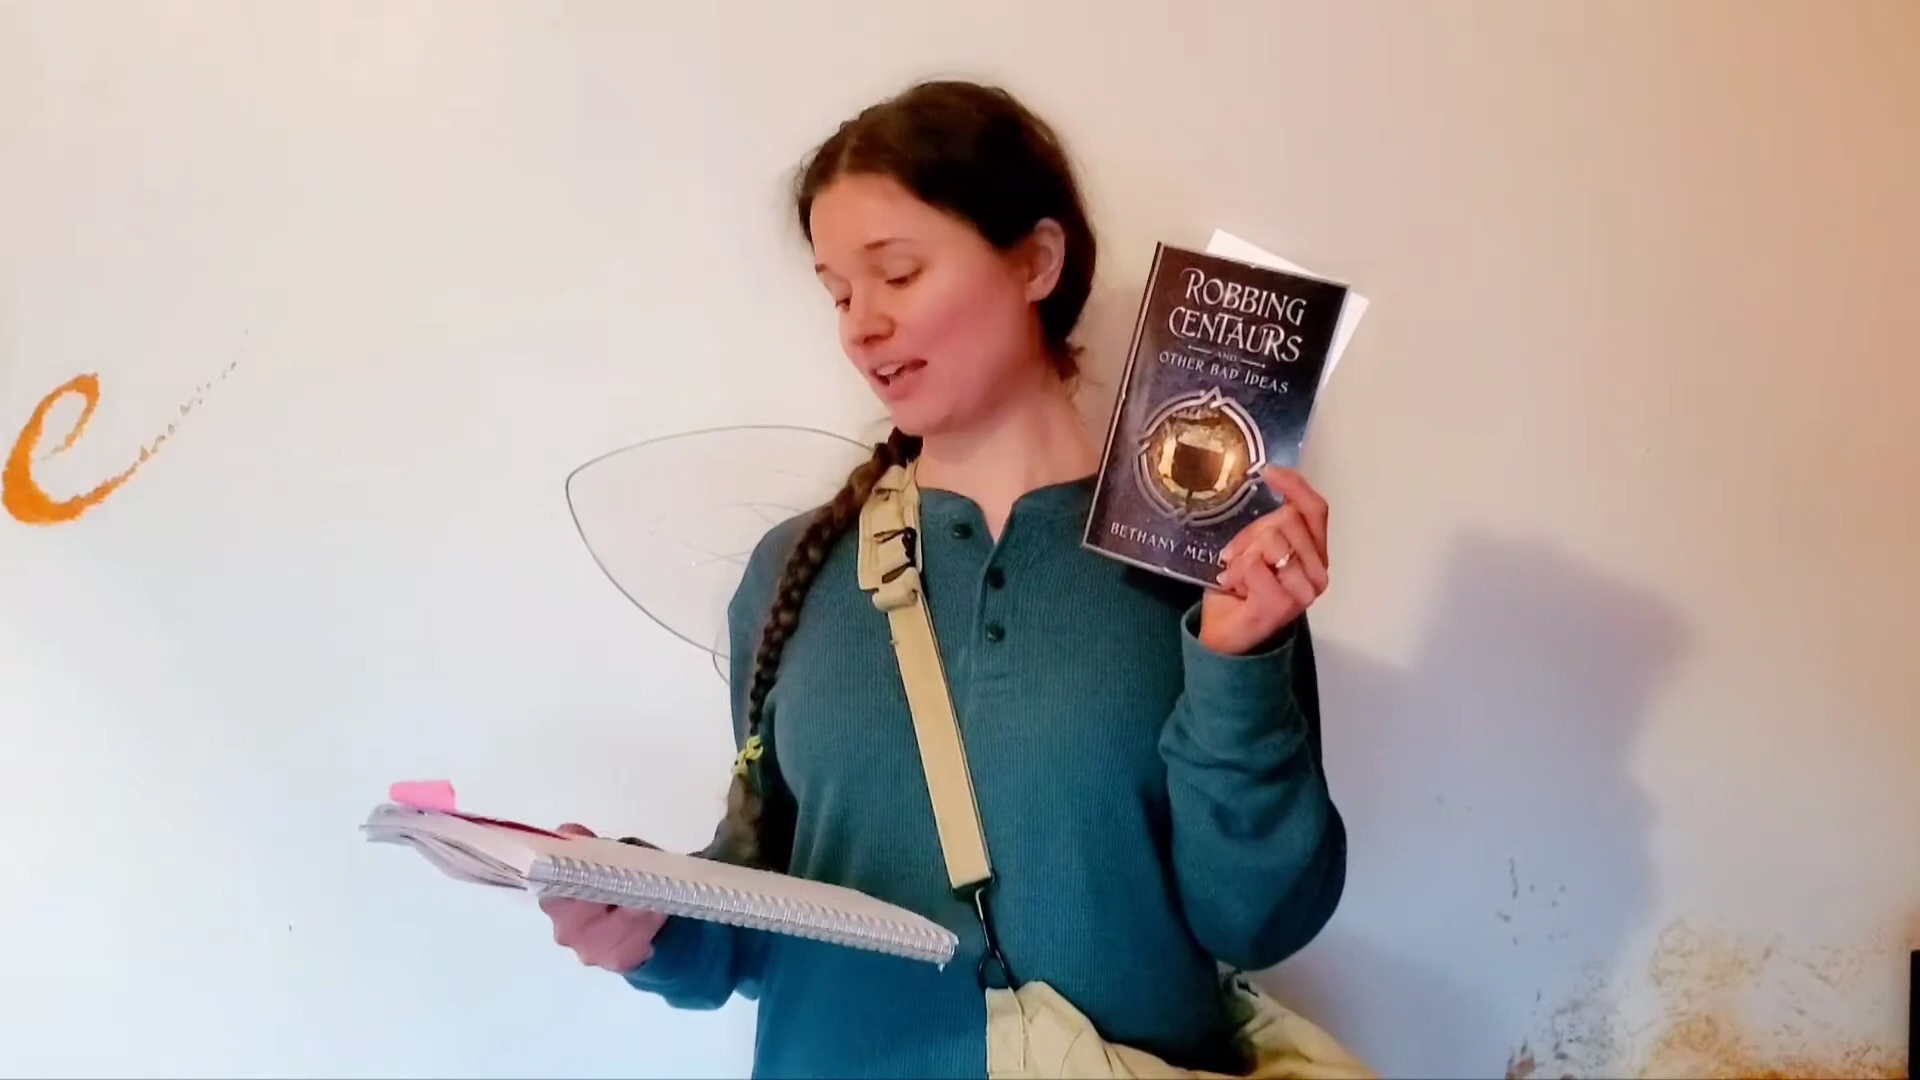 e
ROBBING
CENTAURS
AND
OTHER BAD IDEAS
BETHANY